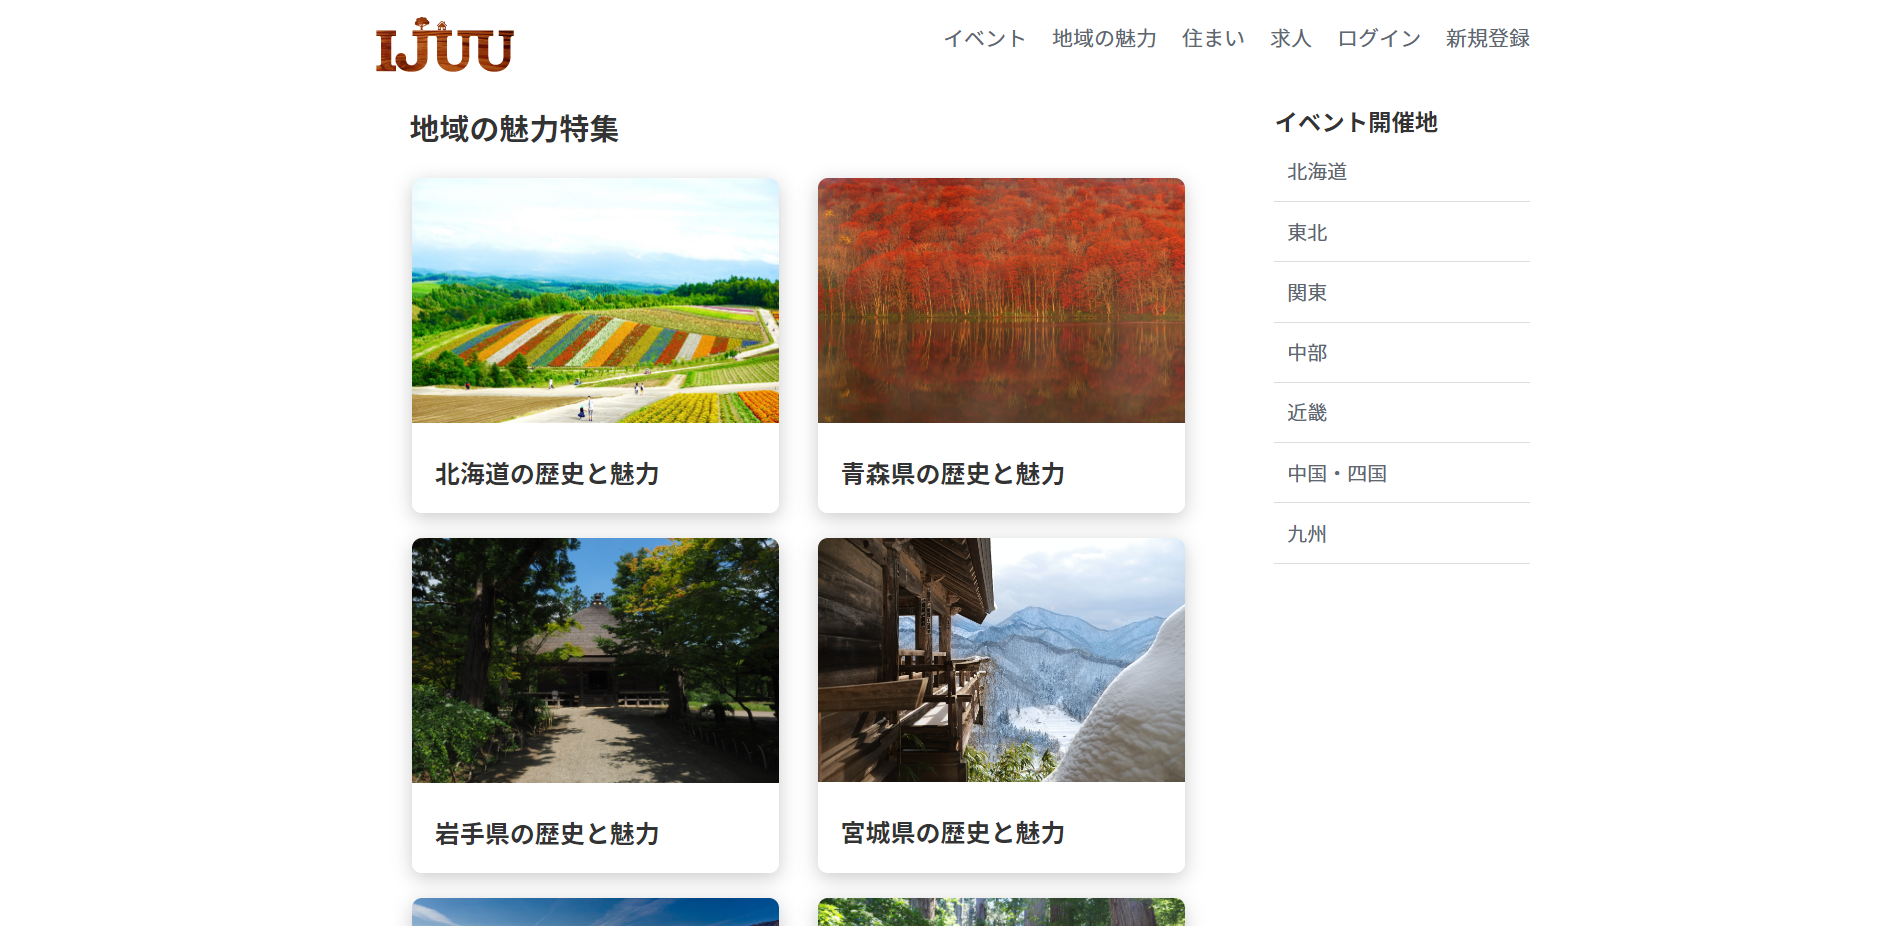 IJUU
イベント 地域の魅力 住まい 求人 ログイン 新規登録
地域の魅力特集
北海道の歴史と魅力
青森県の歴史と魅力
岩手県の歴史と魅力
宮城県の歴史と魅力
イベント開催地
北海道
東北
関東
中部
近畿
中国・四国
九州